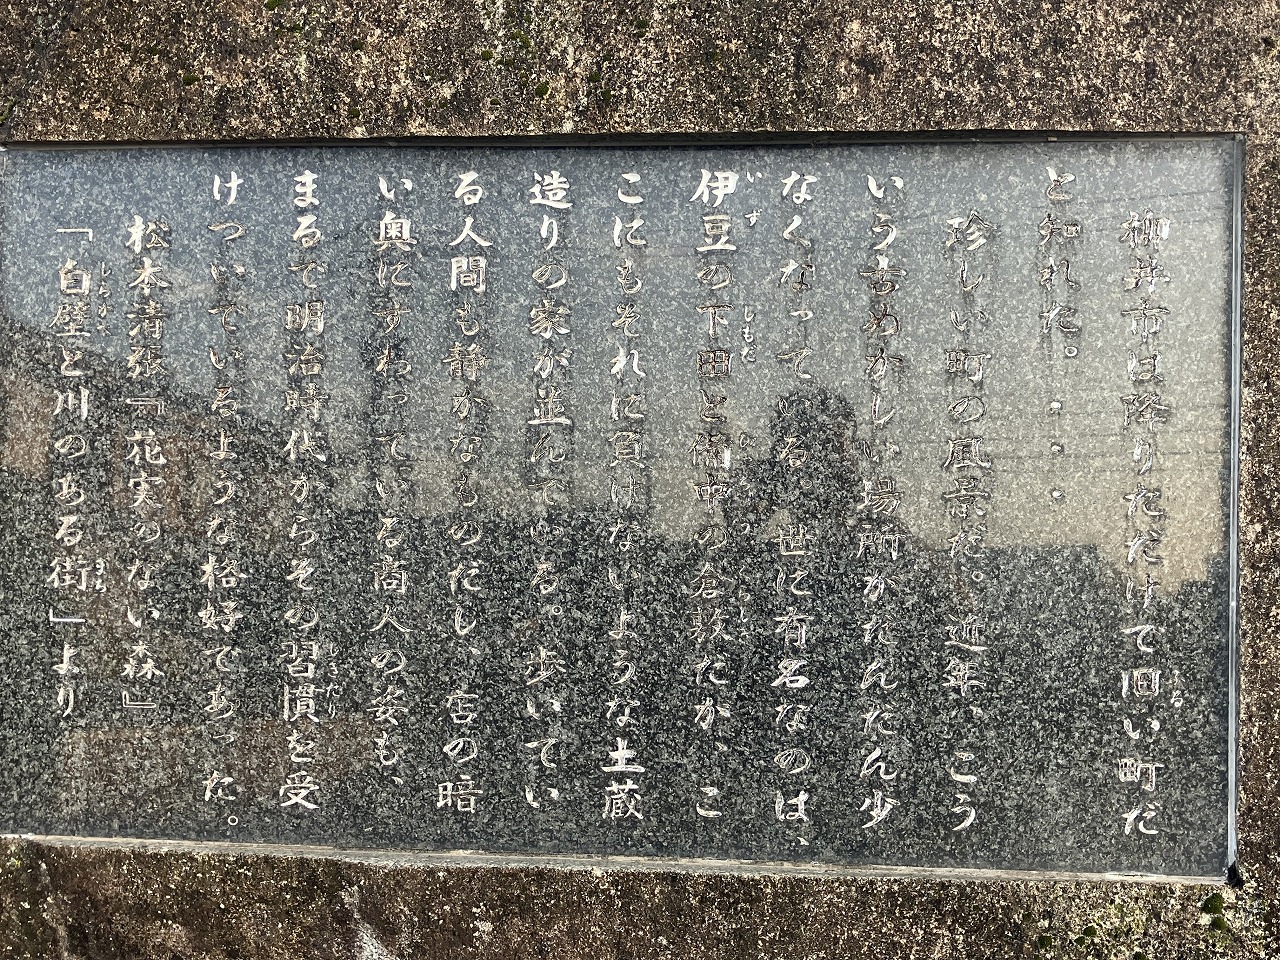 柳井市は降りただけて旧い町だ
と知れた。・・・
珍しい町の風景だ。近年、こう
いう古めかしい場所がだんだん少
なくなっている。世に有名なのは、
伊豆の下田と備中の倉敷だが、こ
こにもそれに負けないような土蔵
造りの家が並んでいる。歩いてい
る人間も静かなものだし、店の暗
い奥にすわっている商人の姿も、
まるで明治時代からその習慣を受
けついでいるような格好であった。
松本清張『花実のない森』
「白壁と川のある街」より